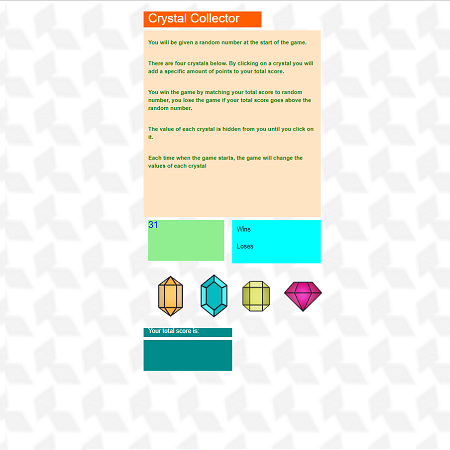 Crystal Collector
You will be given a random number at the start of the game.
There are four crystals below. By clicking on a crystal you will
add a specific amount of points to your total score.
You win the game by matching your total score to random
number, you lose the game if your total score goes above the
random number.
The value of each crystal is hidden from you until you click on
it.
Each time when the game starts, the game will change the
values of each crystal
31
Wins
Loses
Your total score is: